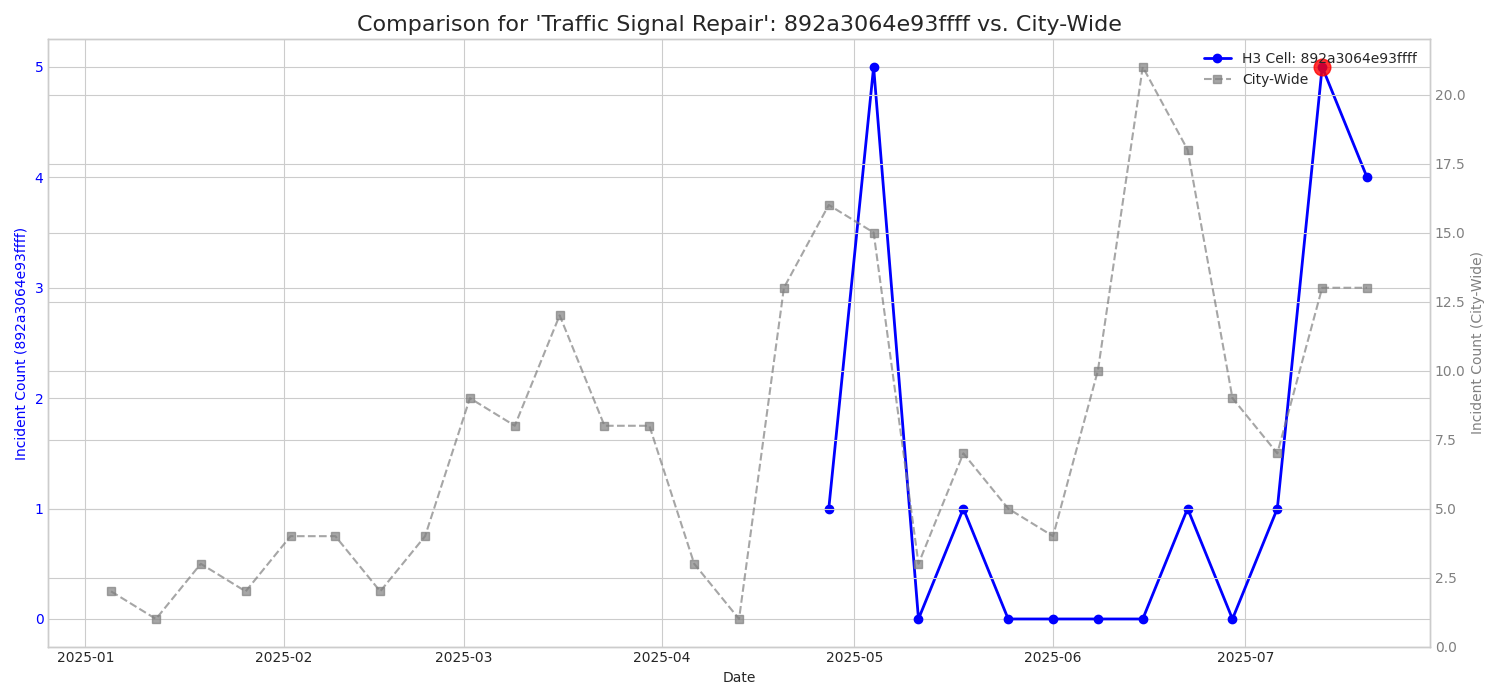 Comparison for 'Traffic Signal Repair': 892a3064e93ffff vs. City-Wide
H3 Cell: 892a3064e93ffff
City-Wide
Incident Count (892a3064e93ffff)
5
4
3
2
1
0
20.0
17.5
15.0
12.5
10.0
7.5
5.0
2.5
0.0
Incident Count (City-Wide)
2025-01 2025-02 2025-03 2025-04 2025-05 2025-06 2025-07
Date